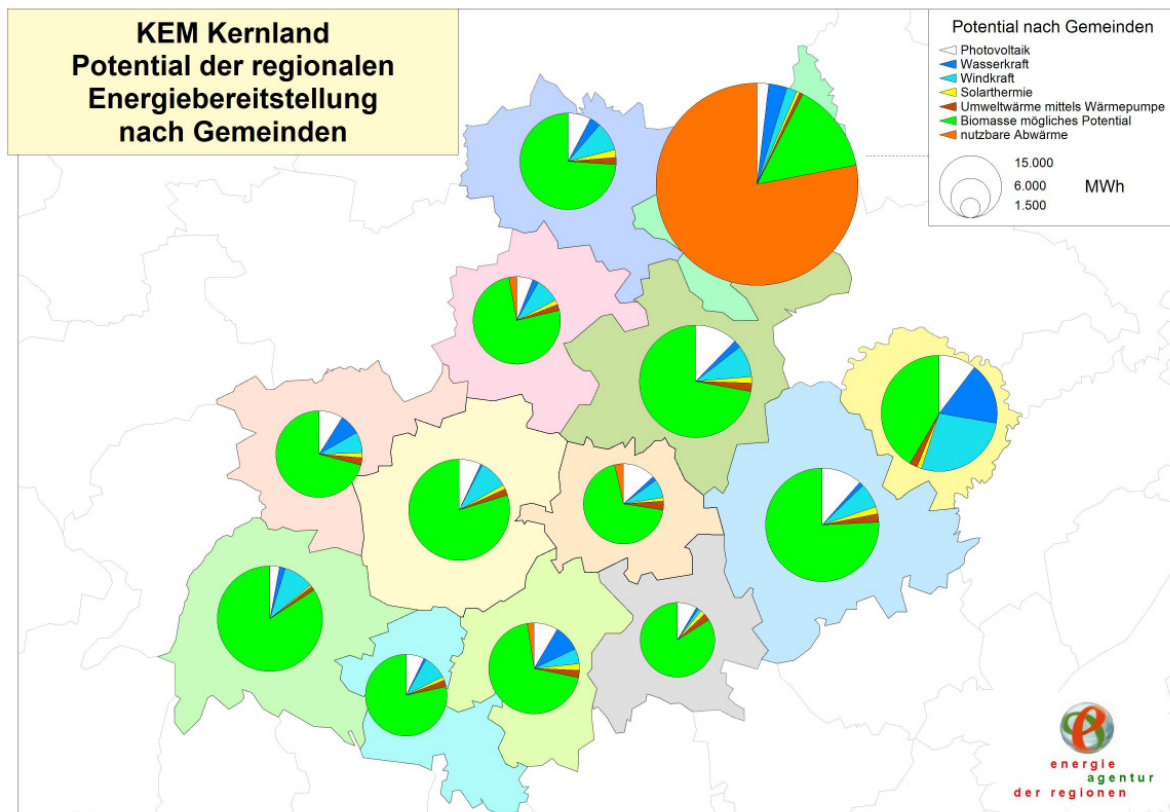 KEM Kernland
Potential der regionalen
Energiebereitstellung
nach Gemeinden
Potential nach Gemeinden
Photovoltaik
Wasserkraft
Windkraft
Solarthermie
Umweltwärme mittels Wärmepumpe
Biomasse mögliches Potential
nutzbare Abwärme
15.000
6.000 MWh
1.500
energie
agentur
der regionen